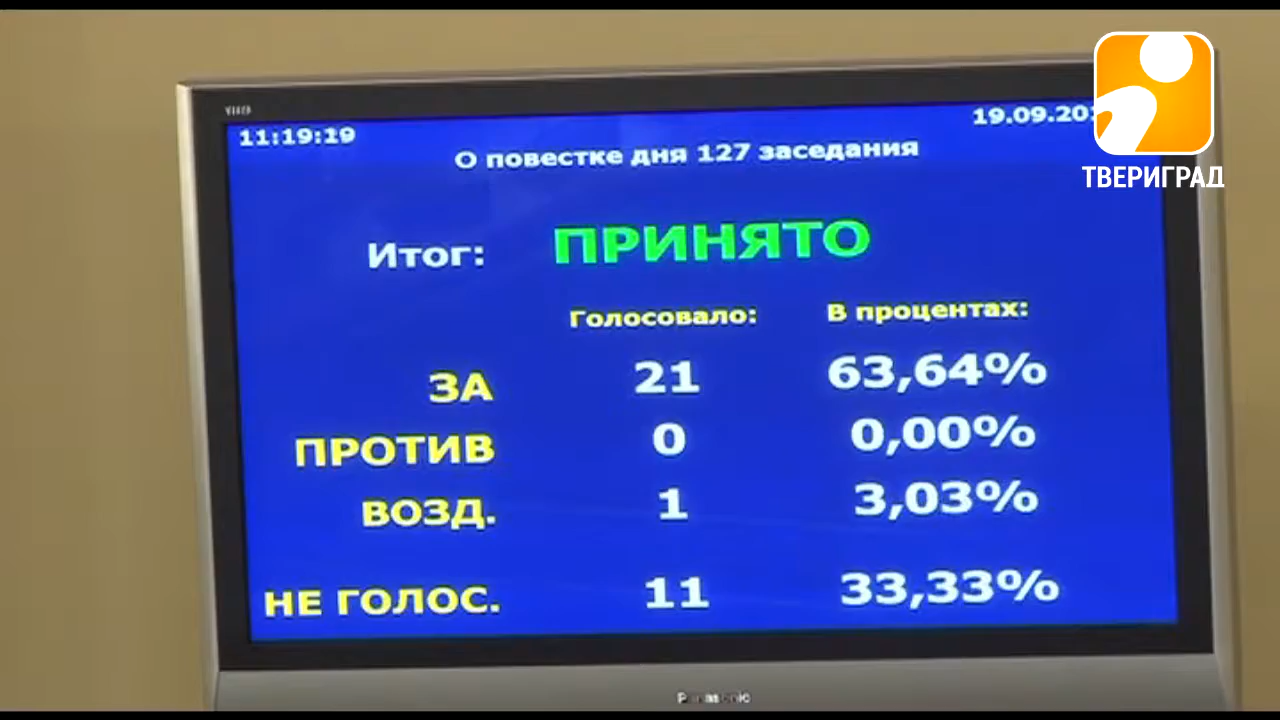 11:19:19
19.09.20
О повестке дня 127 заседания
Итог: ПРИНЯТО
Голосовало: В процентах:
ЗА 21 63,64%
ПРОТИВ 0 0,00%
ВОЗД. 1 3,03%
НЕ ГОЛОС. 11 33,33%
Panasonic
ТВЕРИГРАД